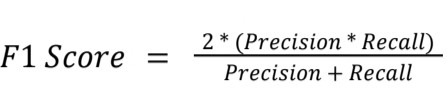 F1 Score = 2 * (Precision * Recall) / Precision + Recall